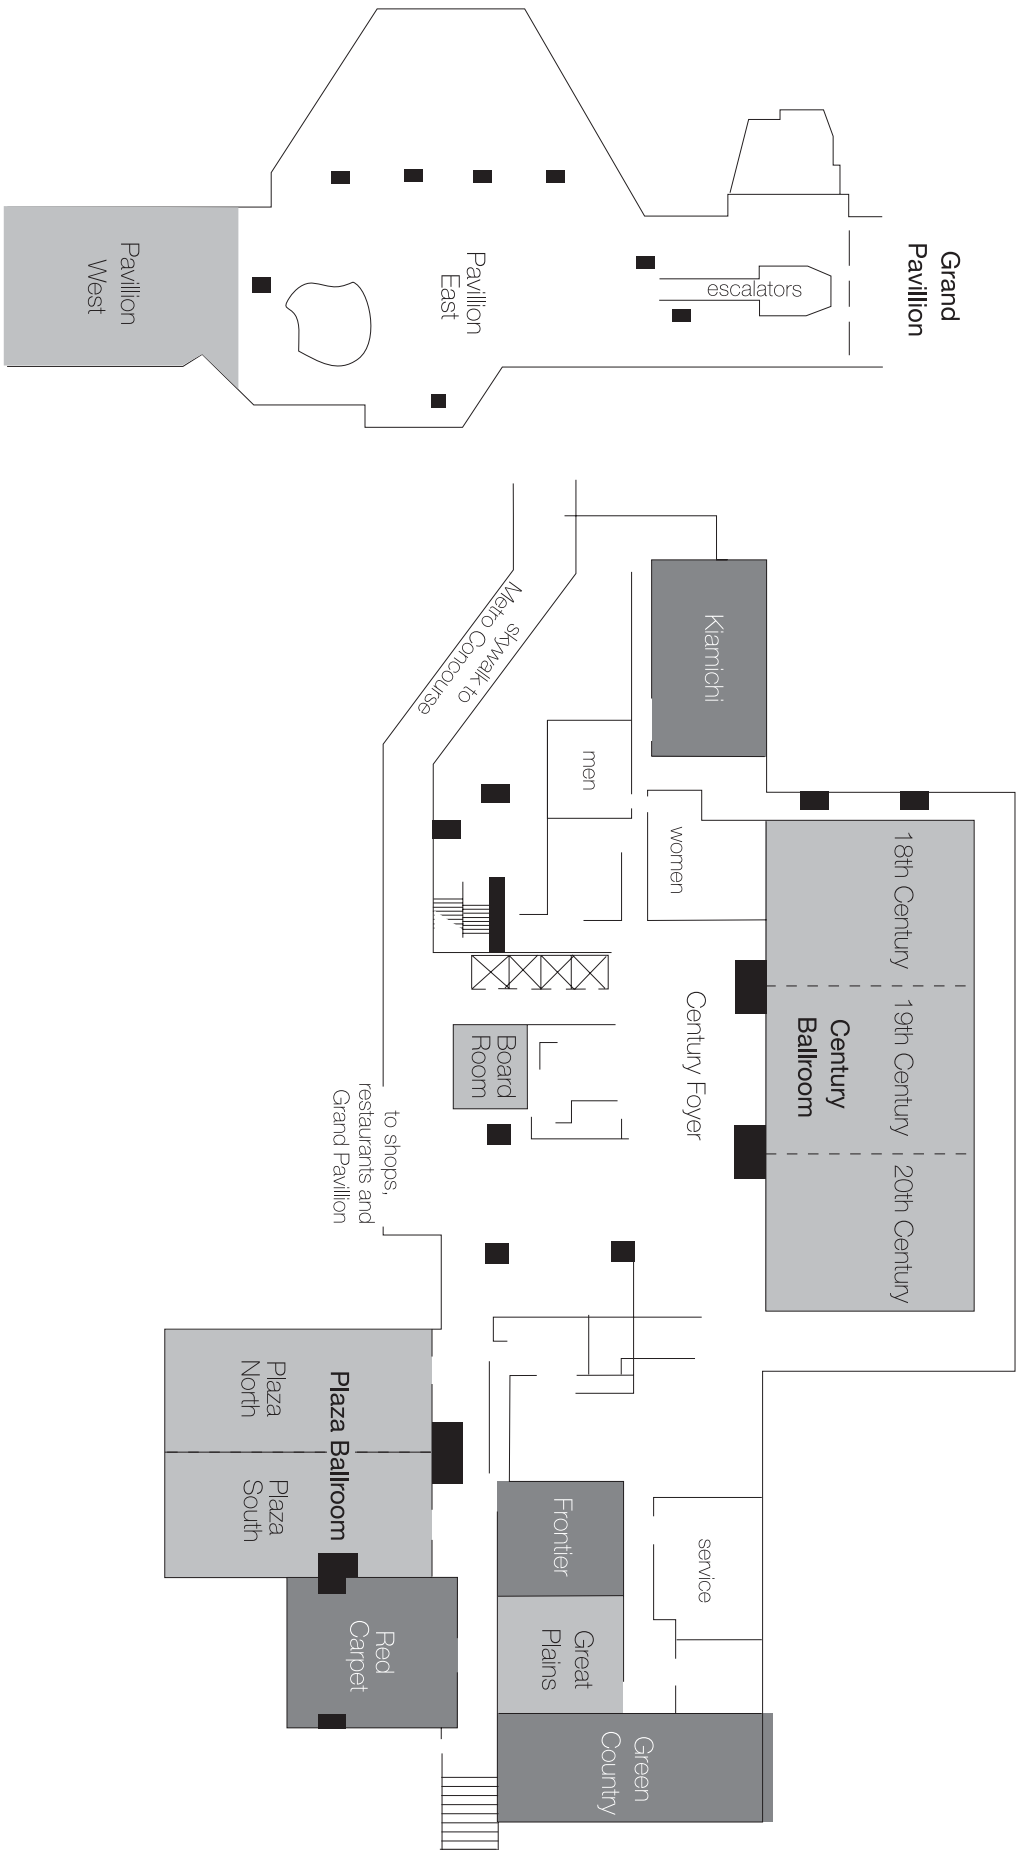 Grand
Pavillion
escalators
Pavillion
East
Pavillion
West
skywalk to
Metro Concourse
Kiamichi
men
women
18th Century
19th Century
20th Century
Century
Ballroom
Century Foyer
Board
Room
to shops,
restaurants and
Grand Pavillion
Plaza Ballroom
Plaza
North
Plaza
South
Red
Carpet
Frontier
Great
Plains
service
Green
Country